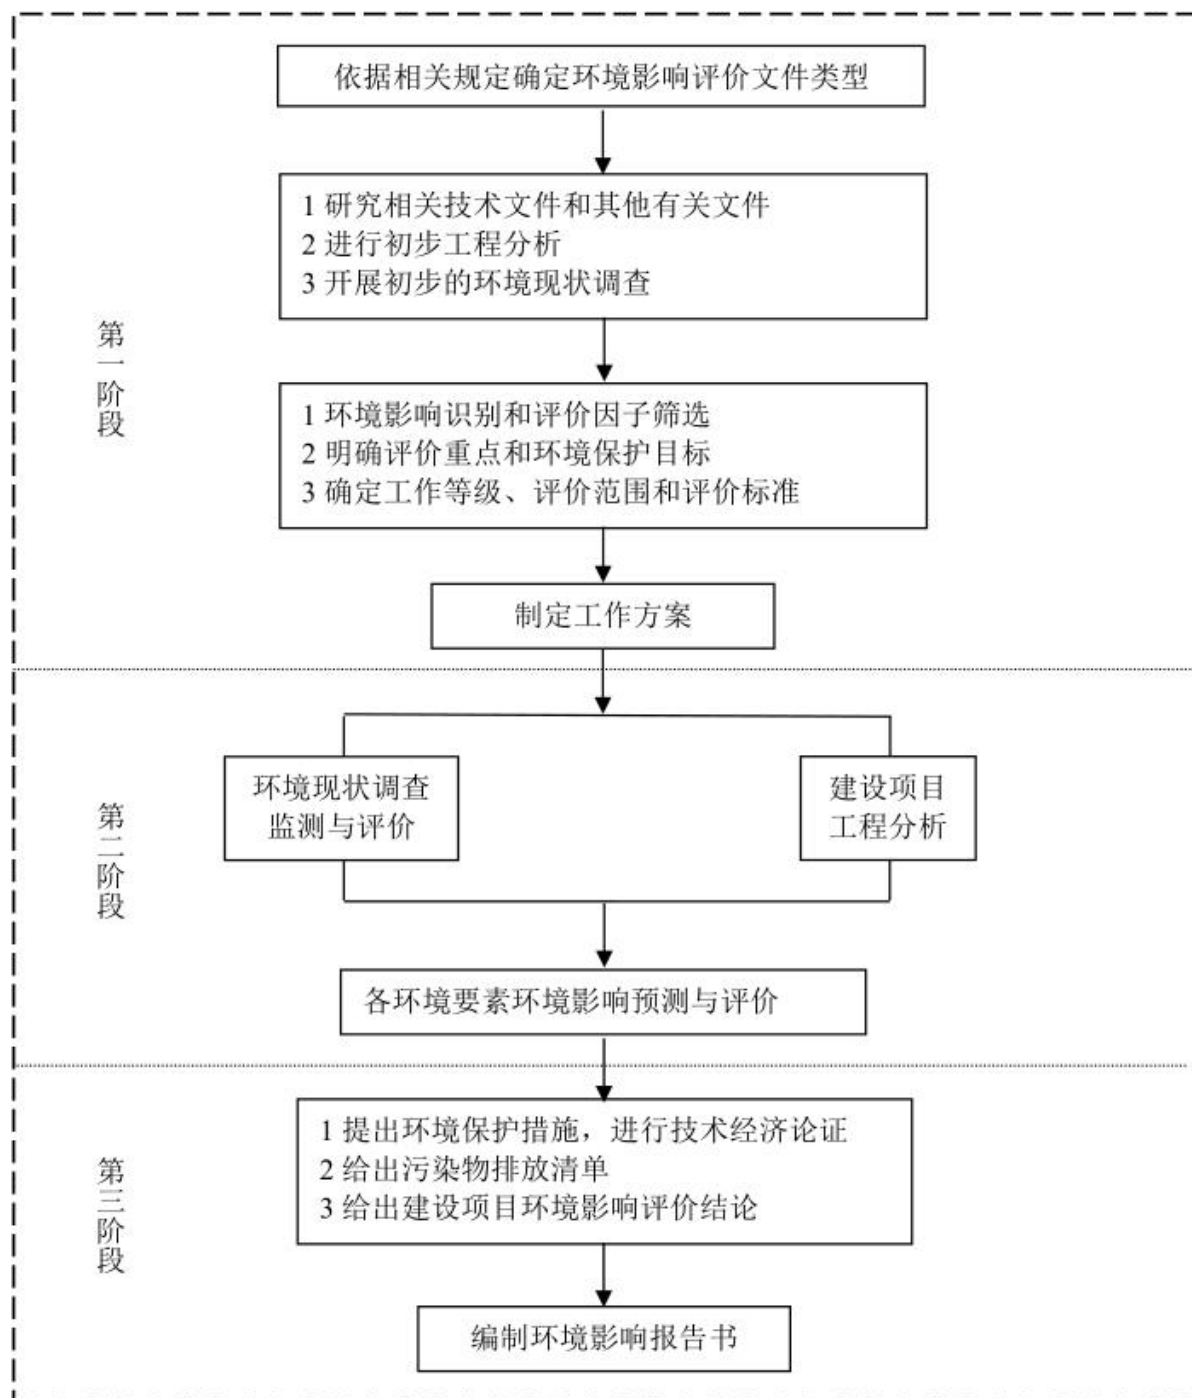 依据相关规定确定环境影响评价文件类型
1 研究相关技术文件和其他有关文件
2 进行初步工程分析
3 开展初步的环境现状调查
第一阶段
1 环境影响识别和评价因子筛选
2 明确评价重点和环境保护目标
3 确定工作等级、评价范围和评价标准
制定工作方案
第二阶段
环境现状调查
监测与评价
建设项目
工程分析
各环境要素环境影响预测与评价
第三阶段
1 提出环境保护措施，进行技术经济论证
2 给出污染物排放清单
3 给出建设项目环境影响评价结论
编制环境影响报告书